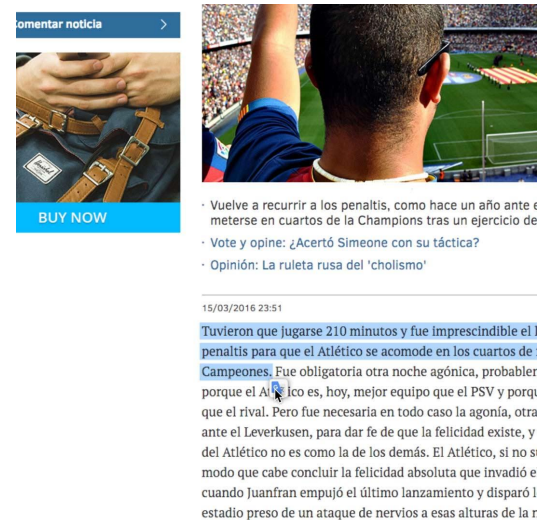 Comentar noticia
BUY NOW
· Vuelve a recurrir a los penaltis, como hace un año ante
meterse en cuartos de la Champions tras un ejercicio de
· Vote y opine: ¿Acertó Simeone con su táctica?
· Opinión: La ruleta rusa del 'cholismo'
15/03/2016 23:51
Tuvieron que jugarse 210 minutos y fue imprescindible el
penaltis para que el Atlético se acomode en los cuartos de
Campeones. Fue obligatoria otra noche agónica,
porque el ico es, hoy, mejor equipo que el PSV y
que el rival. Pero fue necesaria en todo caso la agonía, otra
ante el Leverkusen, para dar fe de que la felicidad existe, y
del Atlético no es como la de los demás. El Atlético, si no
modo que cabe concluir la felicidad absoluta que invadió
cuando Juanfran empujó el último lanzamiento y disparó
estadio preso de un ataque de nervios a esas alturas de la